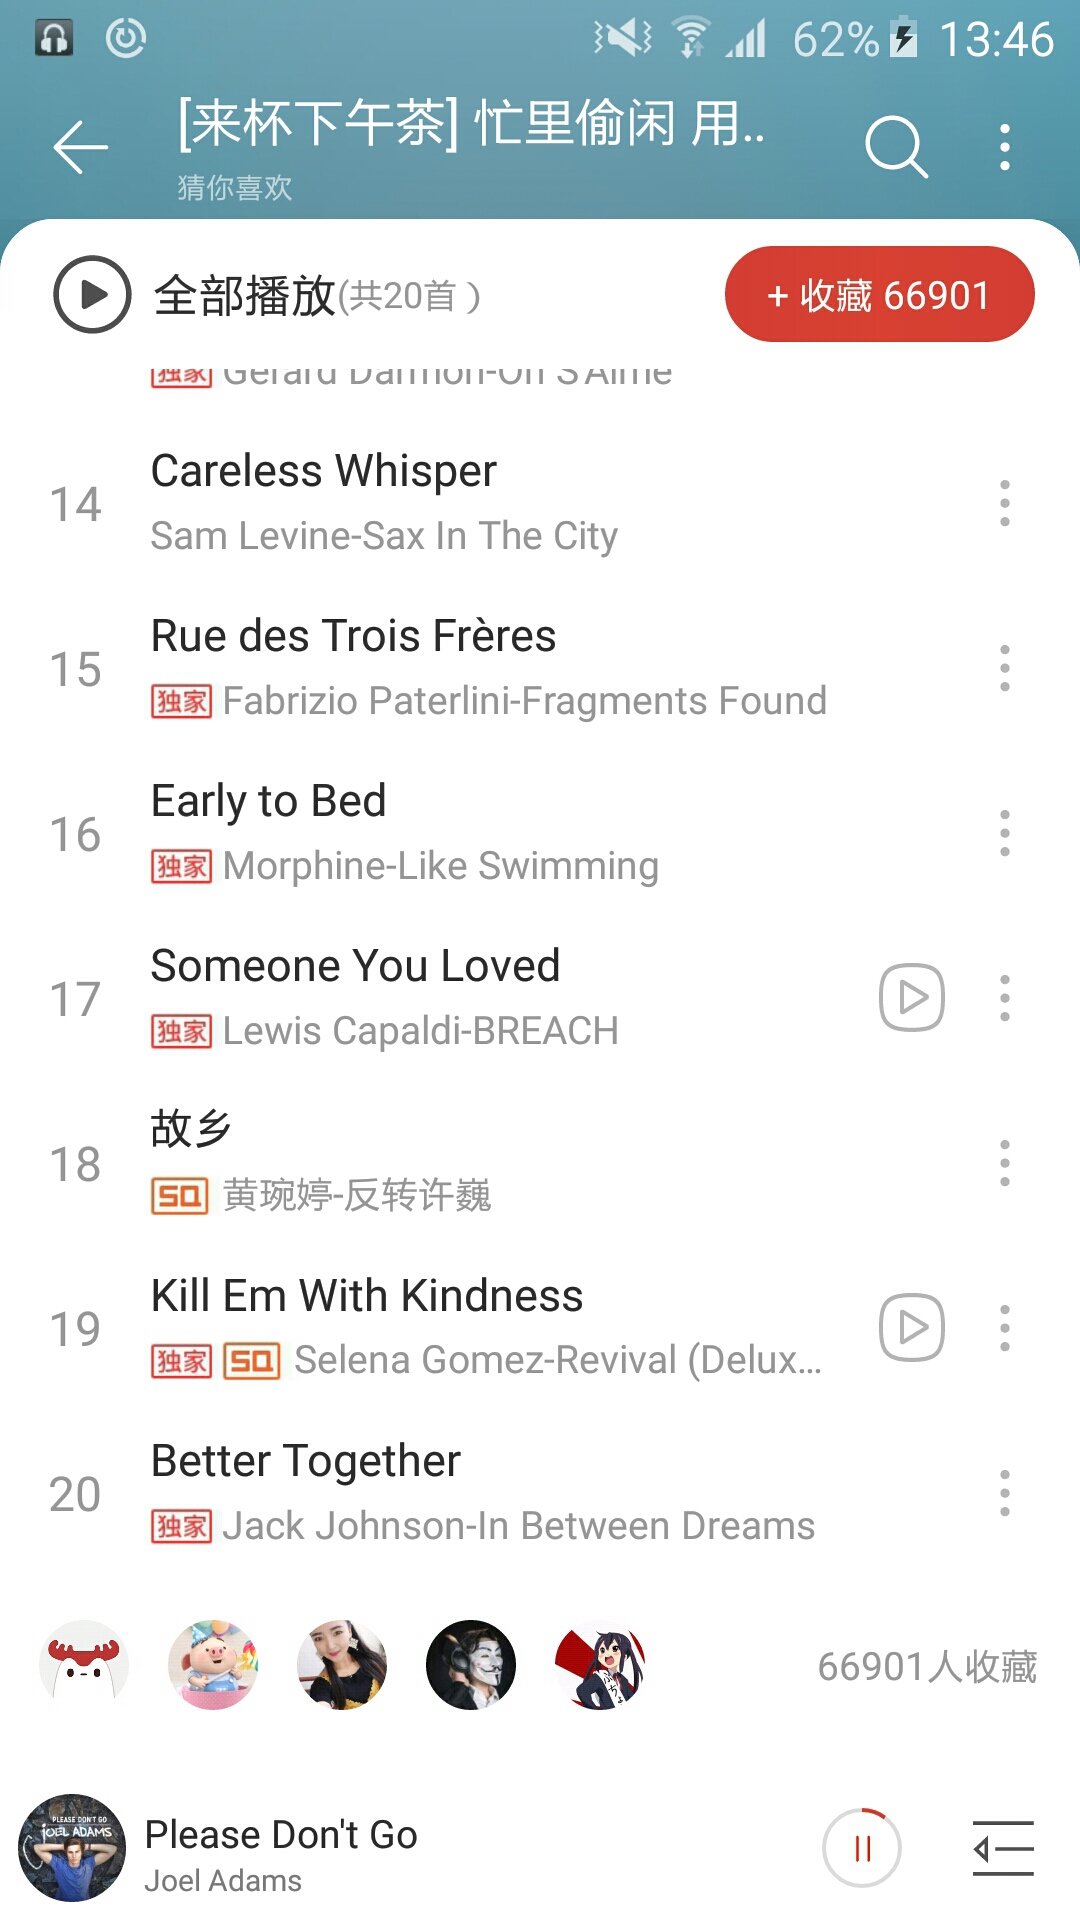 62% 13:46
[来杯下午茶] 忙里偷闲 用..
猜你喜欢
全部播放(共20首)
+ 收藏 66901
独家 Gérard Darmon-On S'Aime
14
Careless Whisper
Sam Levine-Sax In The City
15
Rue des Trois Frères
独家 Fabrizio Paterlini-Fragments Found
16
Early to Bed
独家 Morphine-Like Swimming
17
Someone You Loved
独家 Lewis Capaldi-BREACH
18
故乡
SQ 黄琬婷-反转许巍
19
Kill Em With Kindness
独家 SQ Selena Gomez-Revival (Delux...
20
Better Together
独家 Jack Johnson-In Between Dreams
66901人收藏
PLEASE DON'T GO
JOEL ADAMS
Please Don't Go
Joel Adams